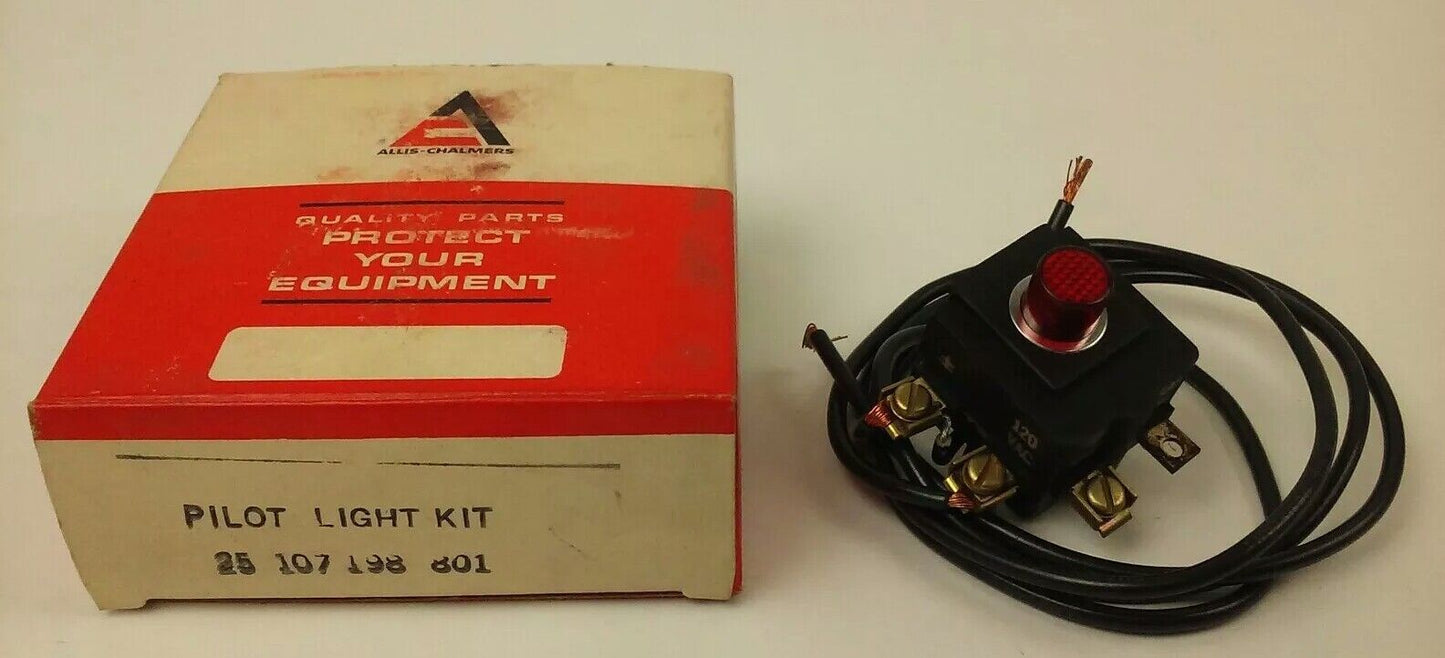 ALLIS-CHALMERS
QUALITY PARTS
PROTECT
YOUR
EQUIPMENT
PILOT LIGHT KIT
25 107 198 801
120
VAC